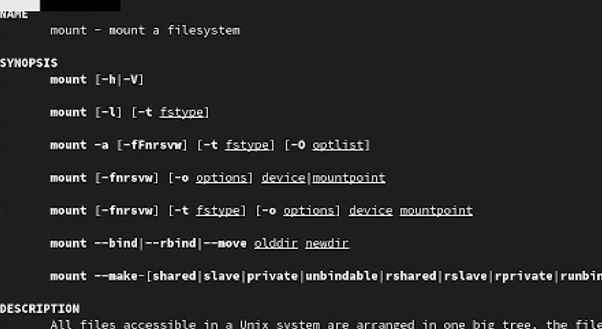 NAME
mount - mount a filesystem
SYNOPSIS
mount [-h|-V]
mount [-l] [-t fstype]
mount -a [-fFnrsvw] [-t fstype] [-O optlist]
mount [-fnrsvw] [-o options] device|mountpoint
mount [-fnrsvw] [-t fstype] [-o options] device mountpoint
mount --bind|--rbind|--move olddir newdir
mount --make-[shared|slave|private|unbindable|rshared|rslave|rprivate|runbin
DESCRIPTION
All files accessible in a Unix system are arranged in one big tree, the file